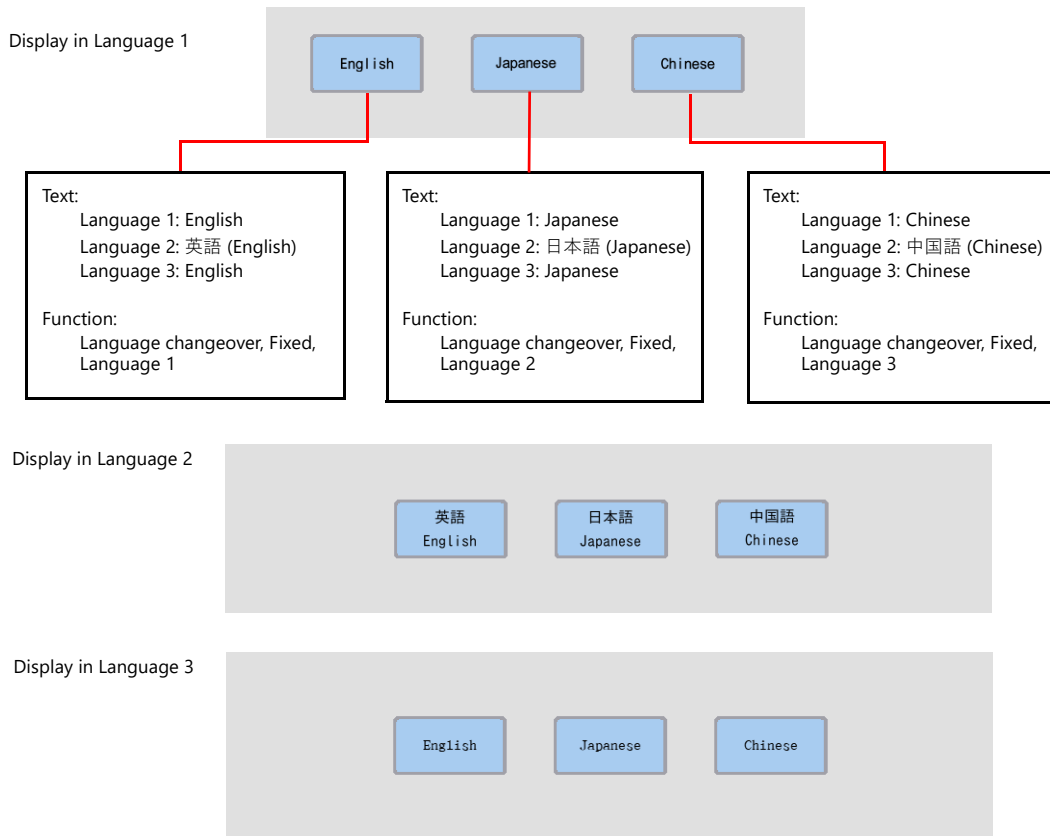 Display in Language 1
English
Japanese
Chinese
Text:
Language 1: English
Language 2: 英語 (English)
Language 3: English
Function:
Language changeover, Fixed,
Language 1
Text:
Language 1: Japanese
Language 2: 日本語 (Japanese)
Language 3: Japanese
Function:
Language changeover, Fixed,
Language 2
Text:
Language 1: Chinese
Language 2: 中国語 (Chinese)
Language 3: Chinese
Function:
Language changeover, Fixed,
Language 3
Display in Language 2
英語
English
日本語
Japanese
中国語
Chinese
Display in Language 3
English
Japanese
Chinese